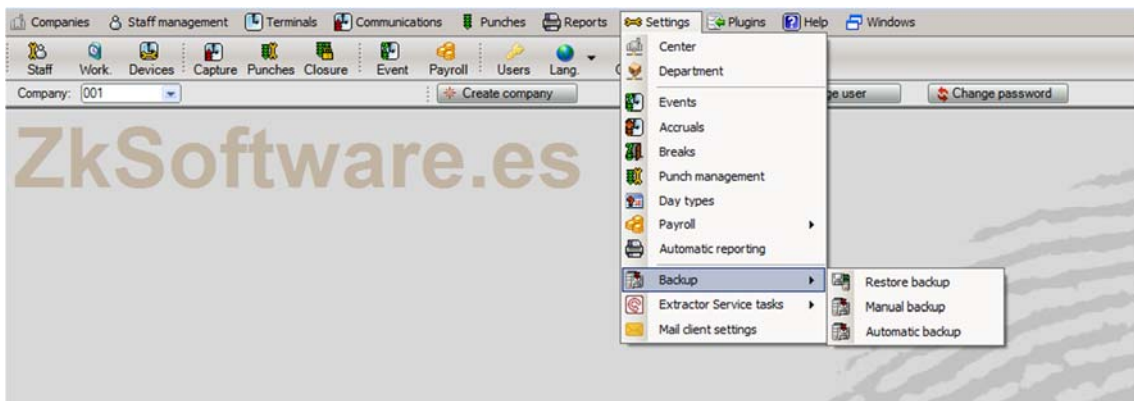 Companies Staff management Terminals Communications Punches Reports Settings Plugins Help Windows
Staff Work. Devices Capture Punches Closure Event Payroll Users Lang.
Company: 001 Create company ge user Change password
ZkSoftware.es
Center
Department
Events
Accruals
Breaks
Punch management
Day types
Payroll
Automatic reporting
Backup
Extractor Service tasks
Mail client settings
Restore backup
Manual backup
Automatic backup